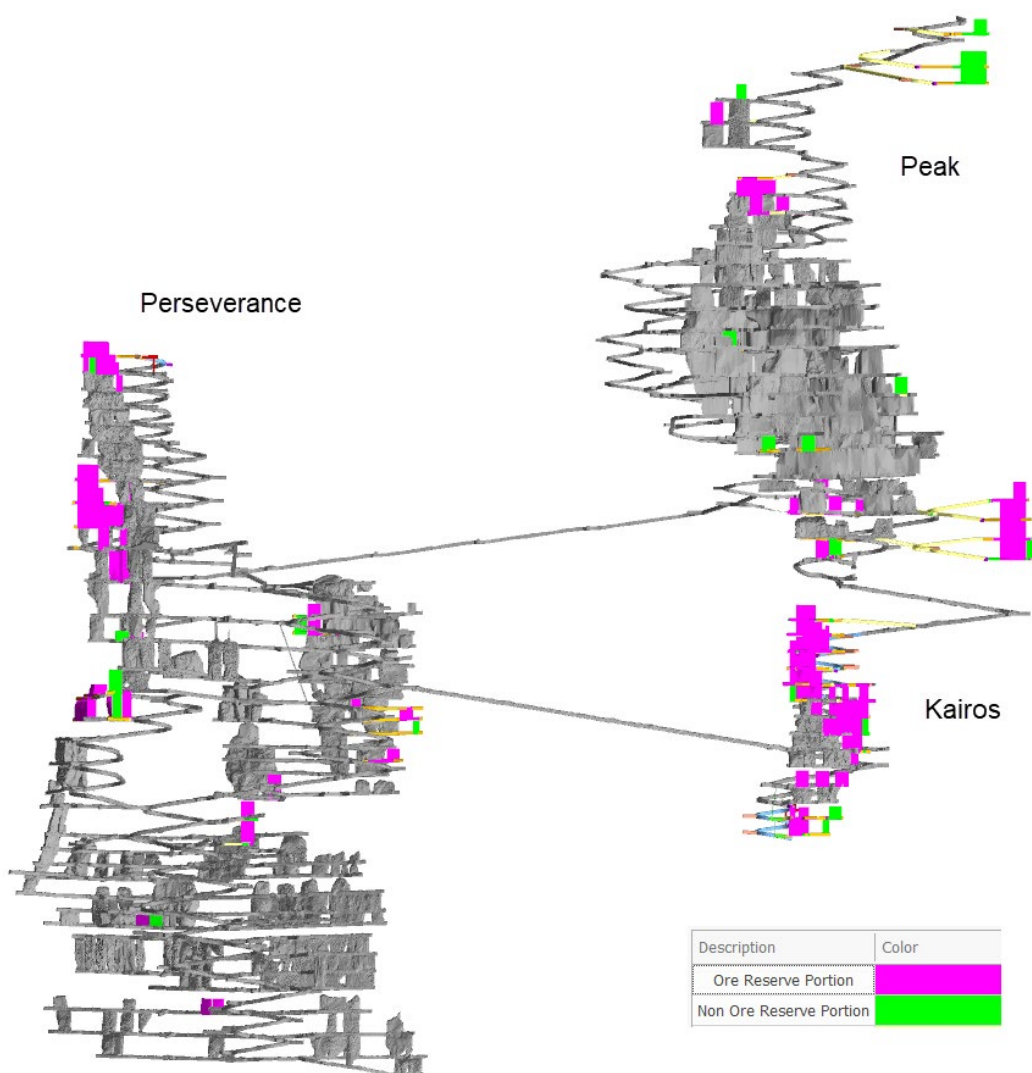 Peak
Perseverance
Kairos
Description Color
Ore Reserve Portion
Non Ore Reserve Portion